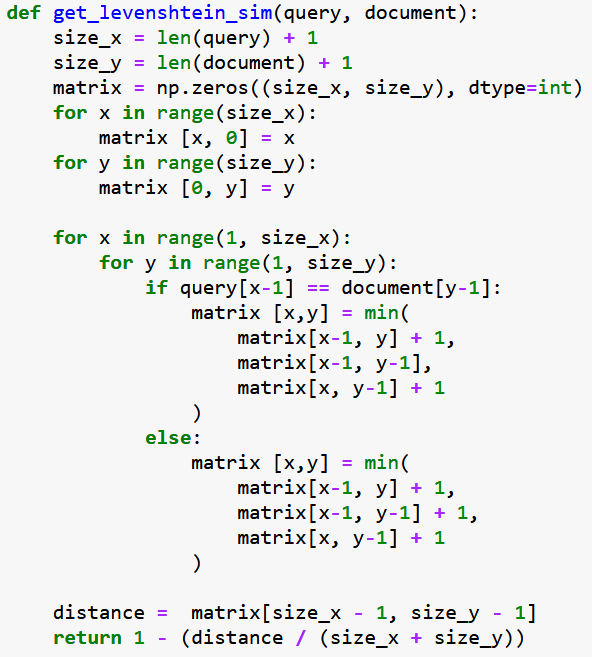 def get_levenshtein_sim(query, document):
    size_x = len(query) + 1
    size_y = len(document) + 1
    matrix = np.zeros((size_x, size_y), dtype=int)
    for x in range(size_x):
        matrix [x, 0] = x
    for y in range(size_y):
        matrix [0, y] = y

    for x in range(1, size_x):
        for y in range(1, size_y):
            if query[x-1] == document[y-1]:
                matrix [x,y] = min(
                    matrix[x-1, y] + 1,
                    matrix[x-1, y-1],
                    matrix[x, y-1] + 1
                )
            else:
                matrix [x,y] = min(
                    matrix[x-1, y] + 1,
                    matrix[x-1, y-1] + 1,
                    matrix[x, y-1] + 1
                )

    distance =  matrix[size_x - 1, size_y - 1]
    return 1 - (distance / (size_x + size_y))